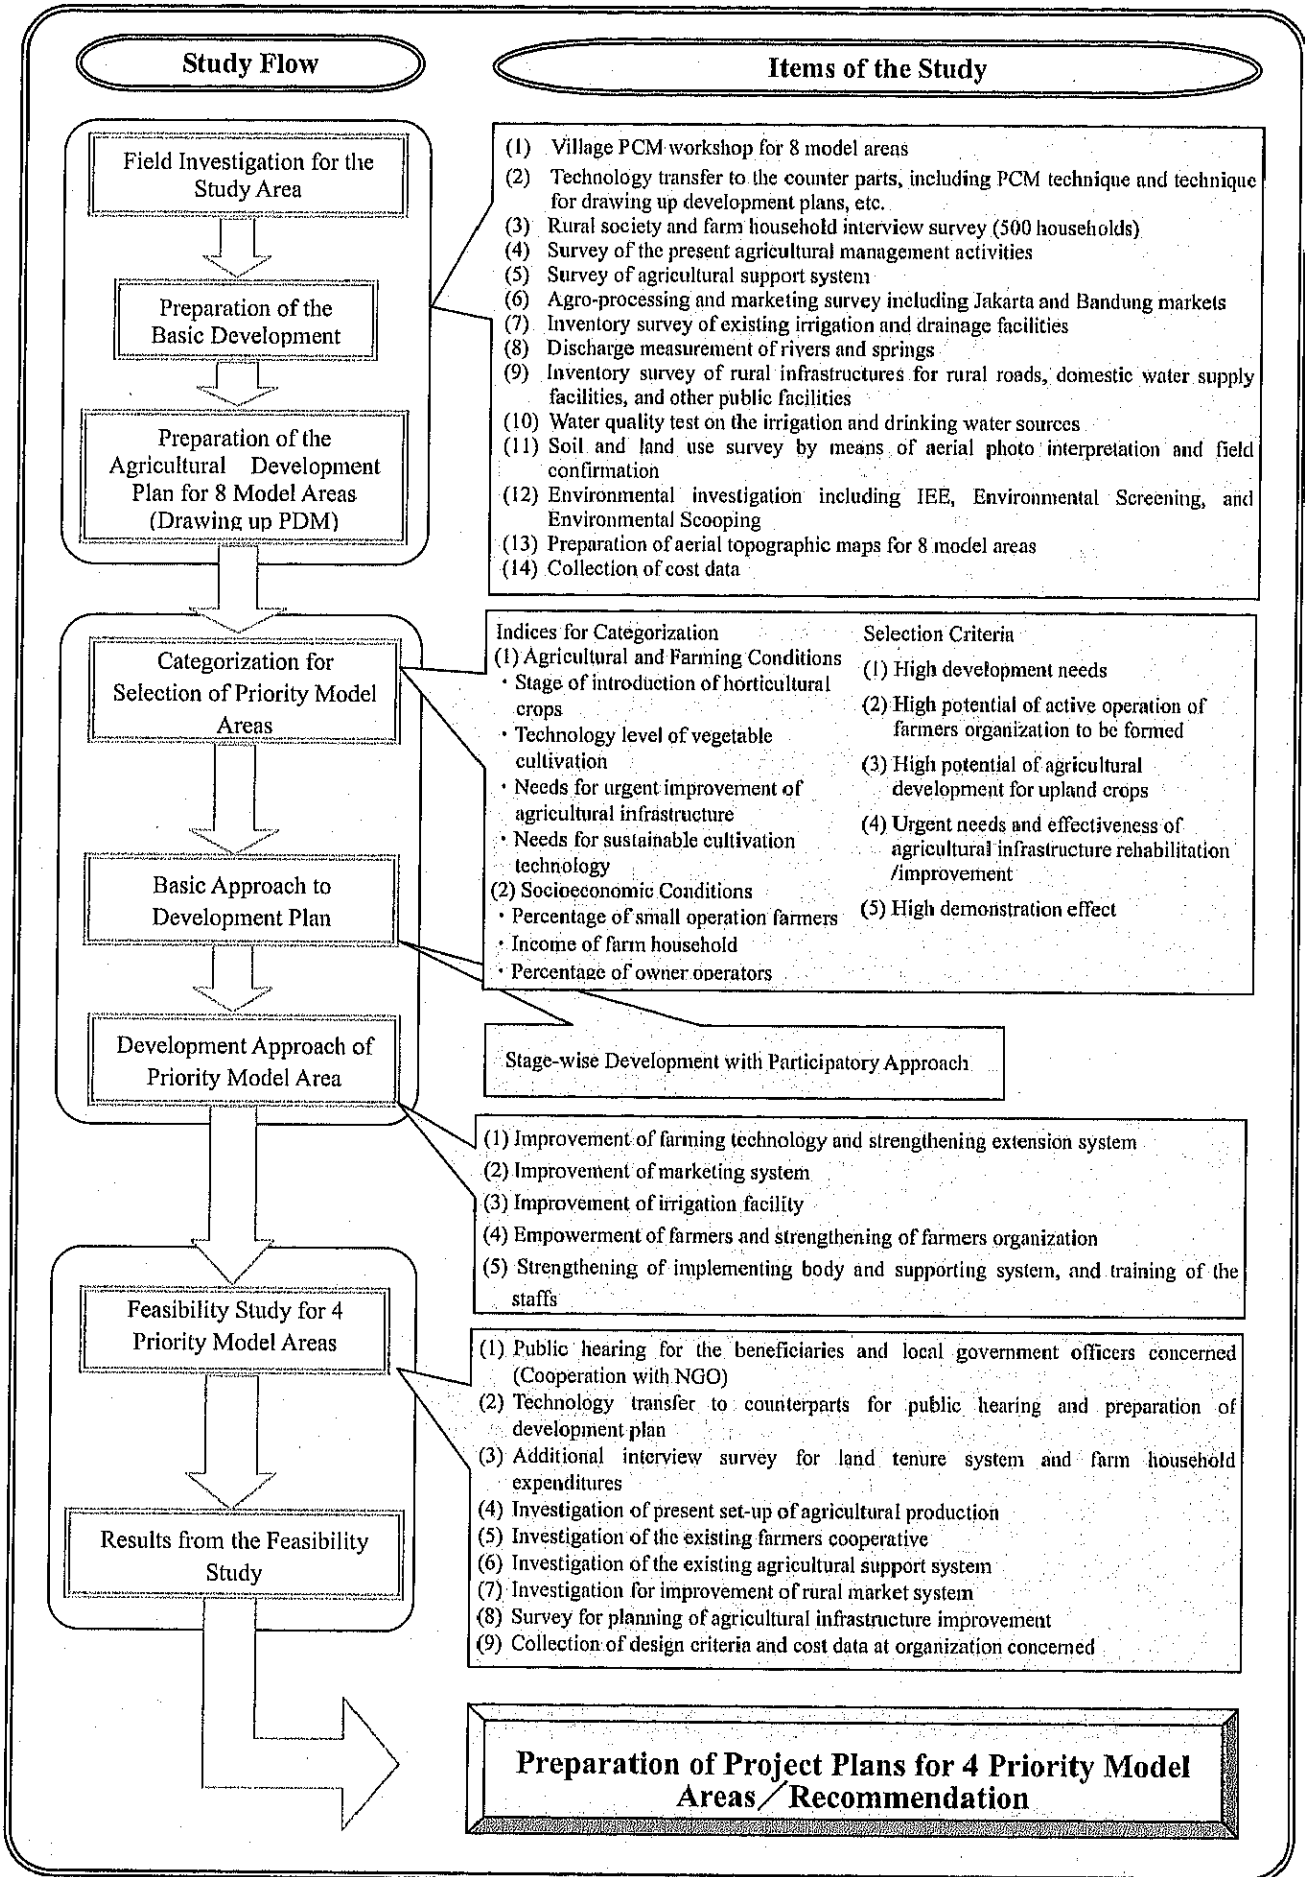 Study Flow
Items of the Study
Field Investigation for the
Study Area
Preparation of the
Basic Development
Preparation of the
Agricultural Development
Plan for 8 Model Areas
(Drawing up PDM)
(1) Village PCM workshop for 8 model areas
(2) Technology transfer to the counter parts, including PCM technique and technique
for drawing up development plans, etc.
(3) Rural society and farm household interview survey (500 households)
(4) Survey of the present agricultural management activities
(5) Survey of agricultural support system
(6) Agro-processing and marketing survey including Jakarta and Bandung markets
(7) Inventory survey of existing irrigation and drainage facilities
(8) Discharge measurement of rivers and springs
(9) Inventory survey of rural infrastructures for rural roads, domestic water supply
facilities, and other public facilities
(10) Water quality test on the irrigation and drinking water sources
(11) Soil and land use survey by means of aerial photo interpretation and field
confirmation
(12) Environmental investigation including IEE, Environmental Screening, and
Environmental Scooping
(13) Preparation of aerial topographic maps for 8 model areas
(14) Collection of cost data
Categorization for
Selection of Priority Model
Areas
Basic Approach to
Development Plan
Development Approach of
Priority Model Area
Indices for Categorization
(1) Agricultural and Farming Conditions
・Stage of introduction of horticultural
crops
・Technology level of vegetable
cultivation
・Needs for urgent improvement of
agricultural infrastructure
・Needs for sustainable cultivation
technology
(2) Socioeconomic Conditions
・Percentage of small operation farmers
・Income of farm household
・Percentage of owner operators
Selection Criteria
(1) High development needs
(2) High potential of active operation of
farmers organization to be formed
(3) High potential of agricultural
development for upland crops
(4) Urgent needs and effectiveness of
agricultural infrastructure rehabilitation
/improvement
(5) High demonstration effect
Stage-wise Development with Participatory Approach
(1) Improvement of farming technology and strengthening extension system
(2) Improvement of marketing system
(3) Improvement of irrigation facility
(4) Empowerment of farmers and strengthening of farmers organization
(5) Strengthening of implementing body and supporting system, and training of the
staffs
Feasibility Study for 4
Priority Model Areas
Results from the Feasibility
Study
(1) Public hearing for the beneficiaries and local government officers concerned
(Cooperation with NGO)
(2) Technology transfer to counterparts for public hearing and preparation of
development plan
(3) Additional interview survey for land tenure system and farm household
expenditures
(4) Investigation of present set-up of agricultural production
(5) Investigation of the existing farmers cooperative
(6) Investigation of the existing agricultural support system
(7) Investigation for improvement of rural market system
(8) Survey for planning of agricultural infrastructure improvement
(9) Collection of design criteria and cost data at organization concerned
Preparation of Project Plans for 4 Priority Model
Areas／Recommendation